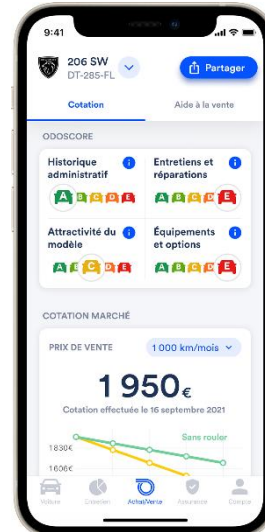 9:41
206 SW
DT-285-FL
Partager
Cotation
Aide à la vente
ODOSCORE
Historique administratif
A B C D E
Entretiens et réparations
A B C D E
Attractivité du modèle
A B C D E
Équipements et options
A B C D E
COTATION MARCHÉ
PRIX DE VENTE
1 000 km/mois
1 950€
Cotation effectuée le 16 septembre 2021
Sans rouler
1830€
1606€
Voiture
Entretien
Achat/Vente
Assurance
Compte